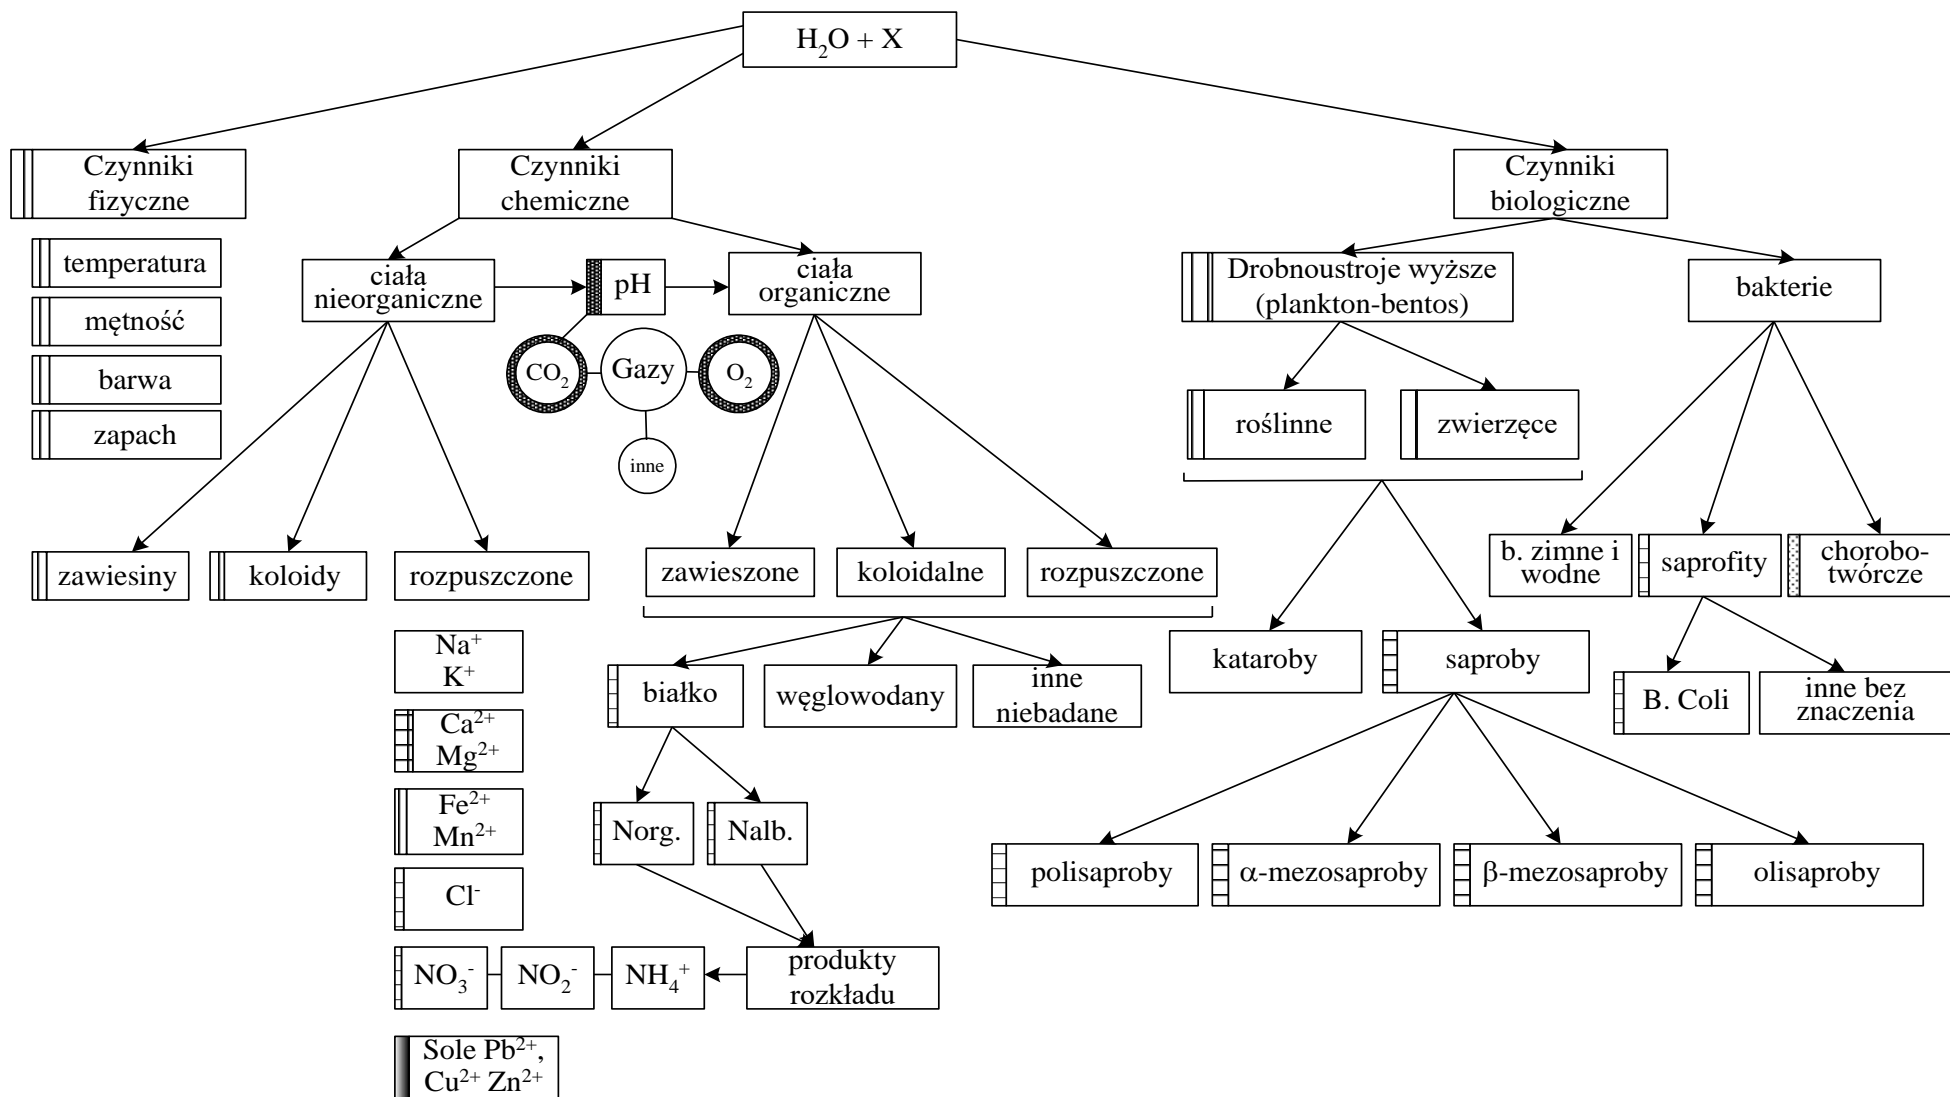 H₂O + X
Czynniki
fizyczne
Czynniki
chemiczne
Czynniki
biologiczne
temperatura
mętność
barwa
zapach
ciała
nieorganiczne
pH
ciała
organiczne
CO₂
Gazy
O₂
inne
Drobnoustroje wyższe
(plankton-bentos)
bakterie
roślinne
zwierzęce
zawiesiny
koloidy
rozpuszczone
zawieszone
koloidalne
rozpuszczone
b. zimne i
wodne
saprofity
chorobo-
twórcze
Na⁺
K⁺
Ca²⁺
Mg²⁺
Fe²⁺
Mn²⁺
Cl⁻
białko
węglowodany
inne
niebadane
kataroby
saproby
B. Coli
inne bez
znaczenia
Norg.
Nalb.
polisaproby
α-mezosaproby
β-mezosaproby
olisaproby
NO₃⁻
NO₂⁻
NH₄⁺
produkty
rozkładu
Sole Pb²⁺,
Cu²⁺ Zn²⁺